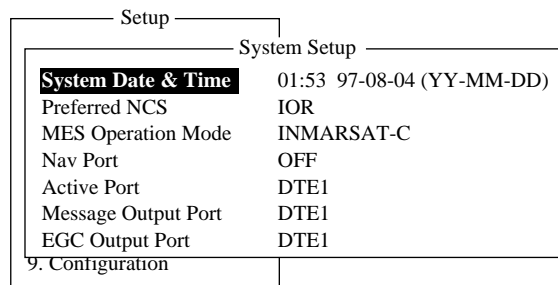 Setup
System Setup
System Date & Time 01:53 97-08-04 (YY-MM-DD)
Preferred NCS IOR
MES Operation Mode INMARSAT-C
Nav Port OFF
Active Port DTE1
Message Output Port DTE1
EGC Output Port DTE1
9. Configuration